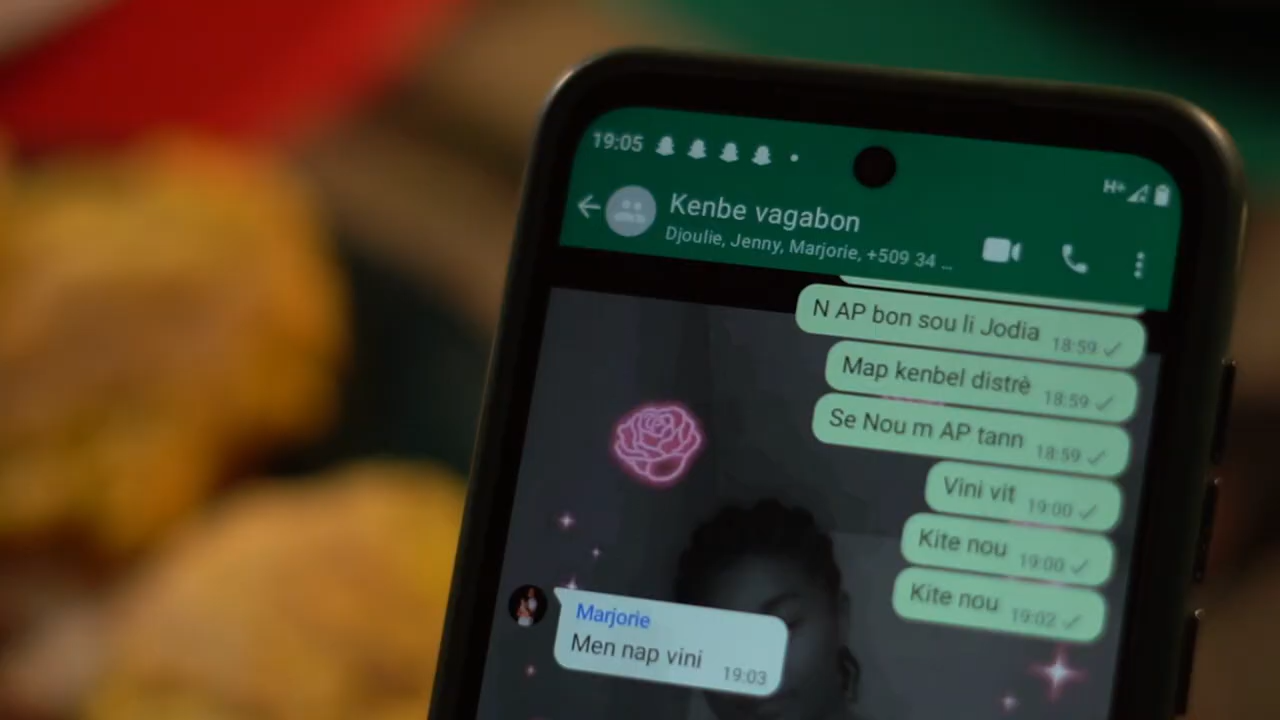 19:05
H+
Kenbe vagabon
Djoulie, Jenny, Marjorie, +509 34 ...
N AP bon sou li Jodia 18:59
Map kenbel distrè 18:59
Se Nou m AP tann 18:59
Vini vit 19:00
Kite nou 19:00
Kite nou 19:02
Marjorie
Men nap vini 19:03